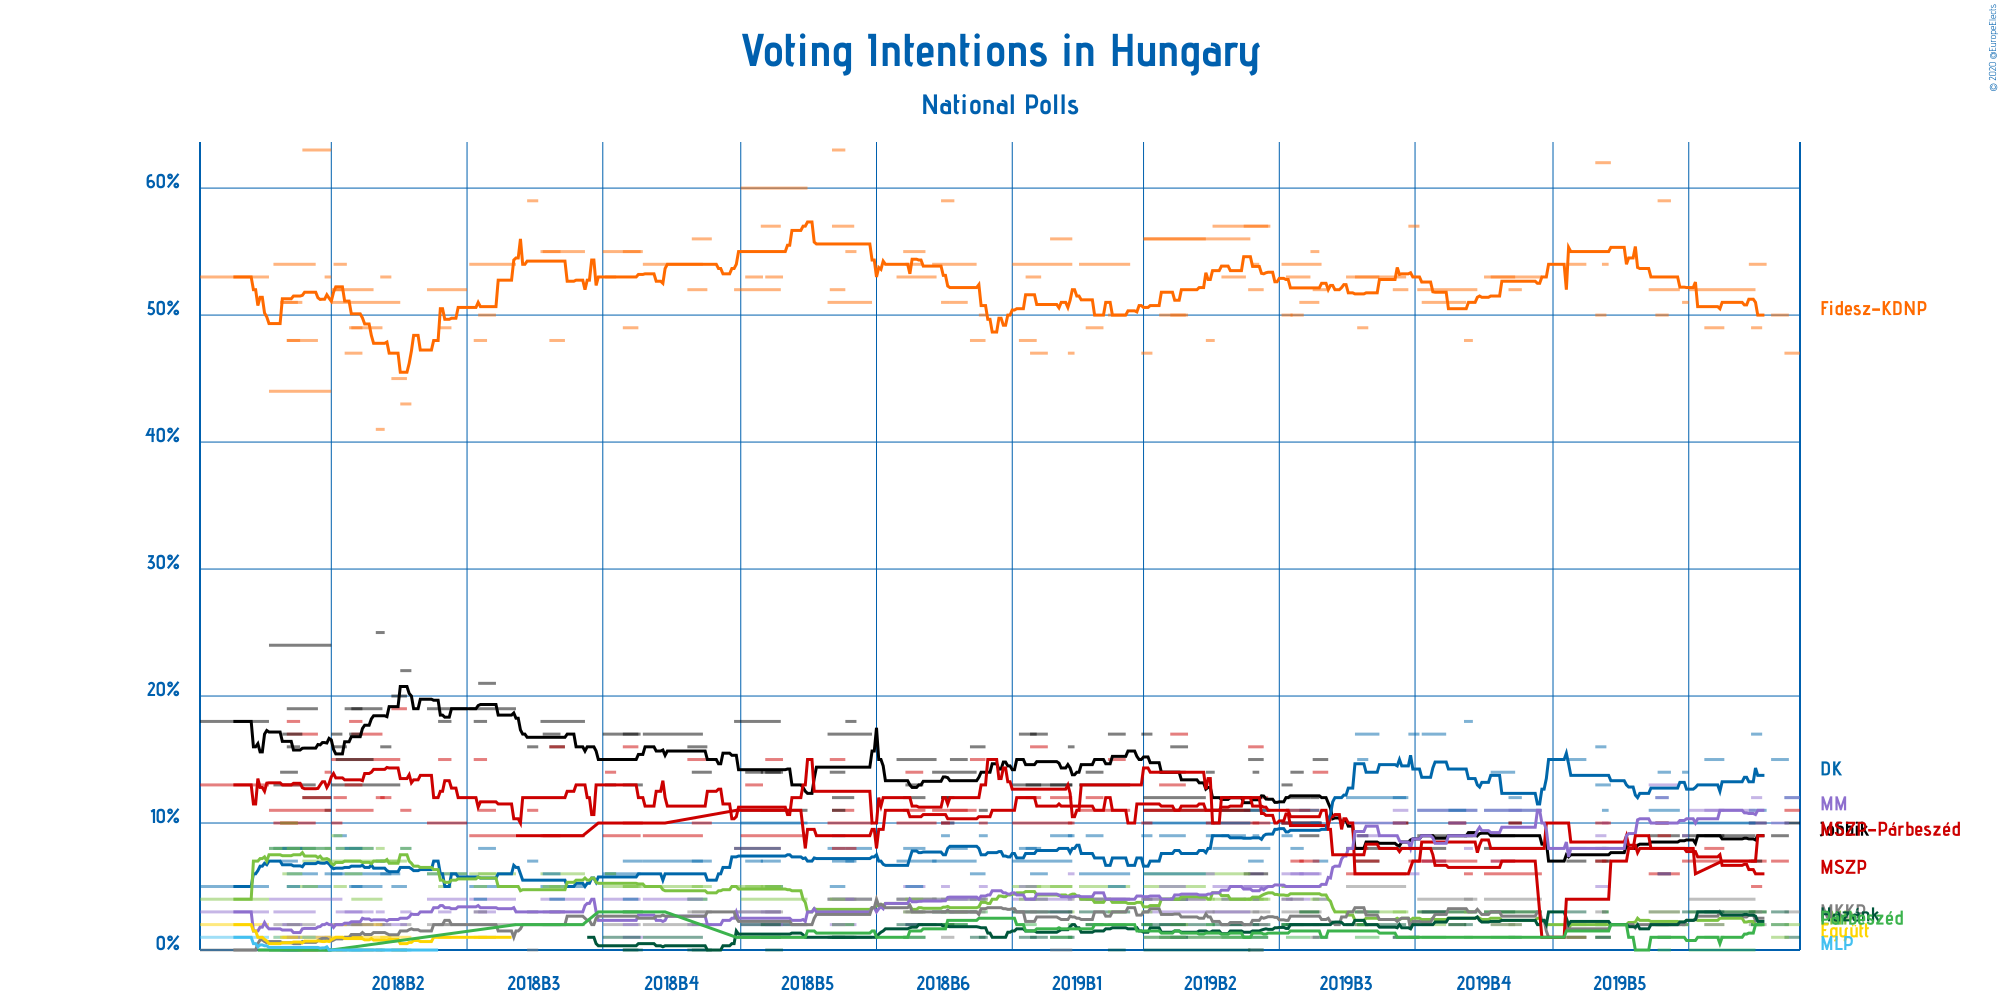 © 2020 @EuropeElects
Voting Intentions in Hungary
National Polls
60%
50%
40%
30%
20%
10%
0%
Fidesz-KDNP
DK
MM
Jobbik
MSZP-Párbeszéd
MSZP
MKKP
Párbeszéd
Együtt
MLP
2018B2
2018B3
2018B4
2018B5
2018B6
2019B1
2019B2
2019B3
2019B4
2019B5